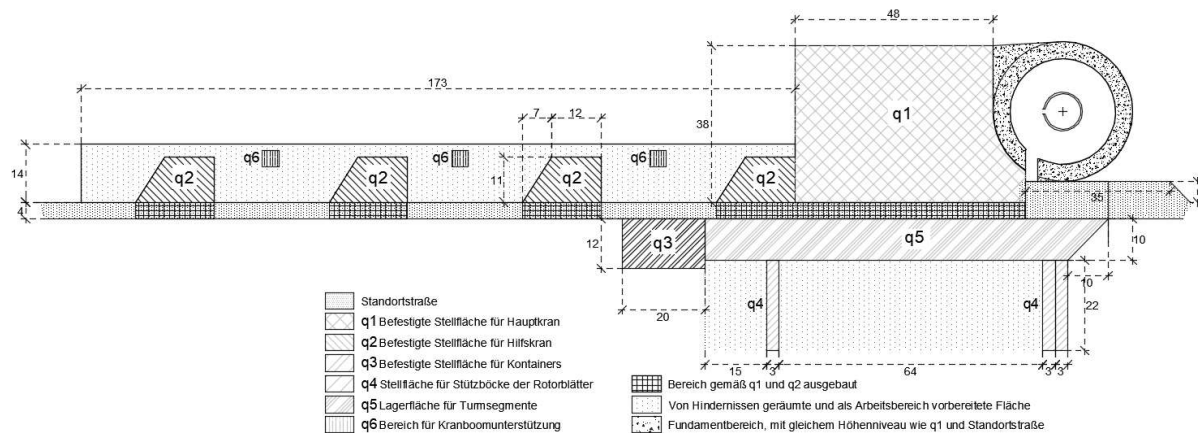 48
173
38
q1
7
12
q6
q6
q6
14
11
q2
q2
q2
q2
4
35
12
q3
q5
10
10
q4
q4
22
20
15
3
64
3
3
Standortstraße
q1 Befestigte Stellfläche für Hauptkran
q2 Befestigte Stellfläche für Hilfskran
q3 Befestigte Stellfläche für Kontainers
q4 Stellfläche für Stützböcke der Rotorblätter
q5 Lagerfläche für Turmsegmente
q6 Bereich für Kranboomunterstützung
Bereich gemäß q1 und q2 ausgebaut
Von Hindernissen geräumte und als Arbeitsbereich vorbereitete Fläche
Fundamentbereich, mit gleichem Höhenniveau wie q1 und Standortstraße